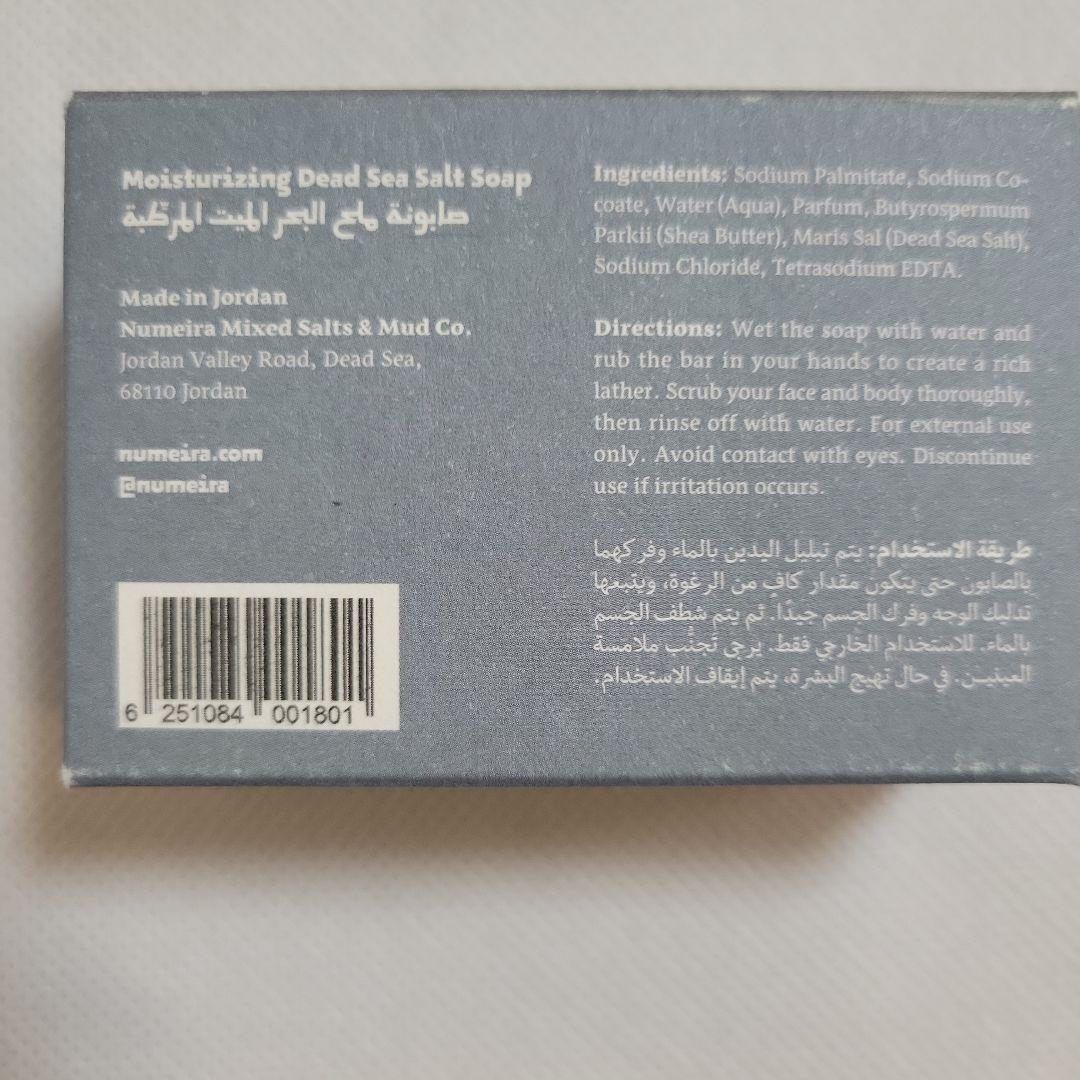 Moisturizing Dead Sea Salt Soap
صابونة ملح البحر الميت المرطّبة
Made in Jordan
Numeira Mixed Salts & Mud Co.
Jordan Valley Road, Dead Sea,
68110 Jordan
numeira.com
@numeira
6 251084 001801
Ingredients: Sodium Palmitate, Sodium Co-
coate, Water (Aqua), Parfum, Butyrospermum
Parkii (Shea Butter), Maris Sal (Dead Sea Salt),
Sodium Chloride, Tetrasodium EDTA.
Directions: Wet the soap with water and
rub the bar in your hands to create a rich
lather. Scrub your face and body thoroughly,
then rinse off with water. For external use
only. Avoid contact with eyes. Discontinue
use if irritation occurs.
طريقة الاستخدام: يتم تبليل اليدين بالماء وفركهما
بالصابون حتى يتكون مقدار كافٍ من الرغوة، ويتبعها
تدليك الوجه وفرك الجسم جيدًا. ثم يتم شطف الجسم
بالماء. للاستخدام الخارجي فقط. يرجى تجنُّب ملامسة
العينيـن. في حال تهيج البشرة، يتم إيقاف الاستخدام.